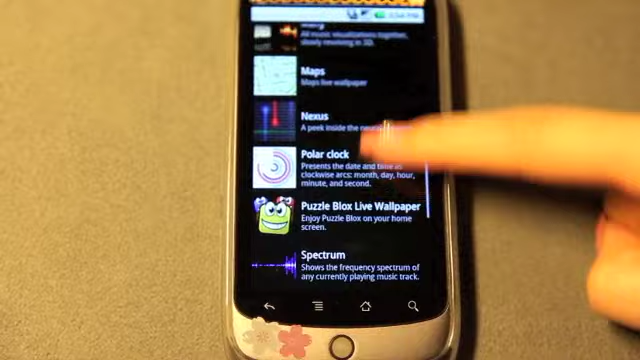 All music visualizations together,
slowly revolving in 3D.
Maps
Maps live wallpaper
Nexus
A peek inside the
Polar clock
Presents the date and time in
clockwise arcs: month, day, hour,
minute, and second.
Puzzle Blox Live Wallpaper
Enjoy Puzzle Blox on your home
screen.
Spectrum
Shows the frequency spectrum of
any currently playing music track.